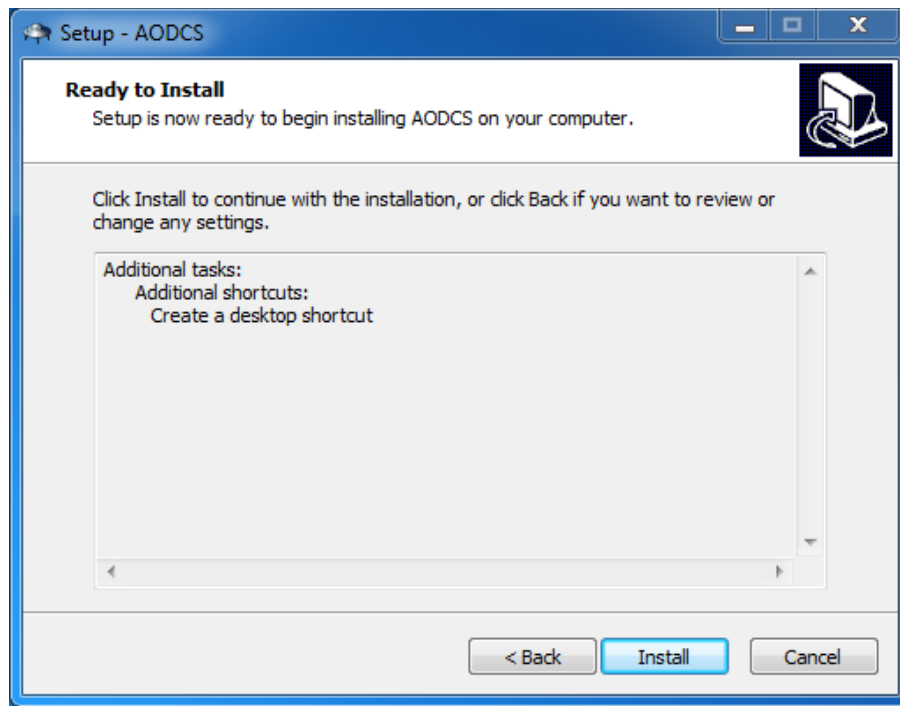 Setup - AODCS
Ready to Install
Setup is now ready to begin installing AODCS on your computer.
Click Install to continue with the installation, or click Back if you want to review or
change any settings.
Additional tasks:
Additional shortcuts:
Create a desktop shortcut
< Back Install Cancel